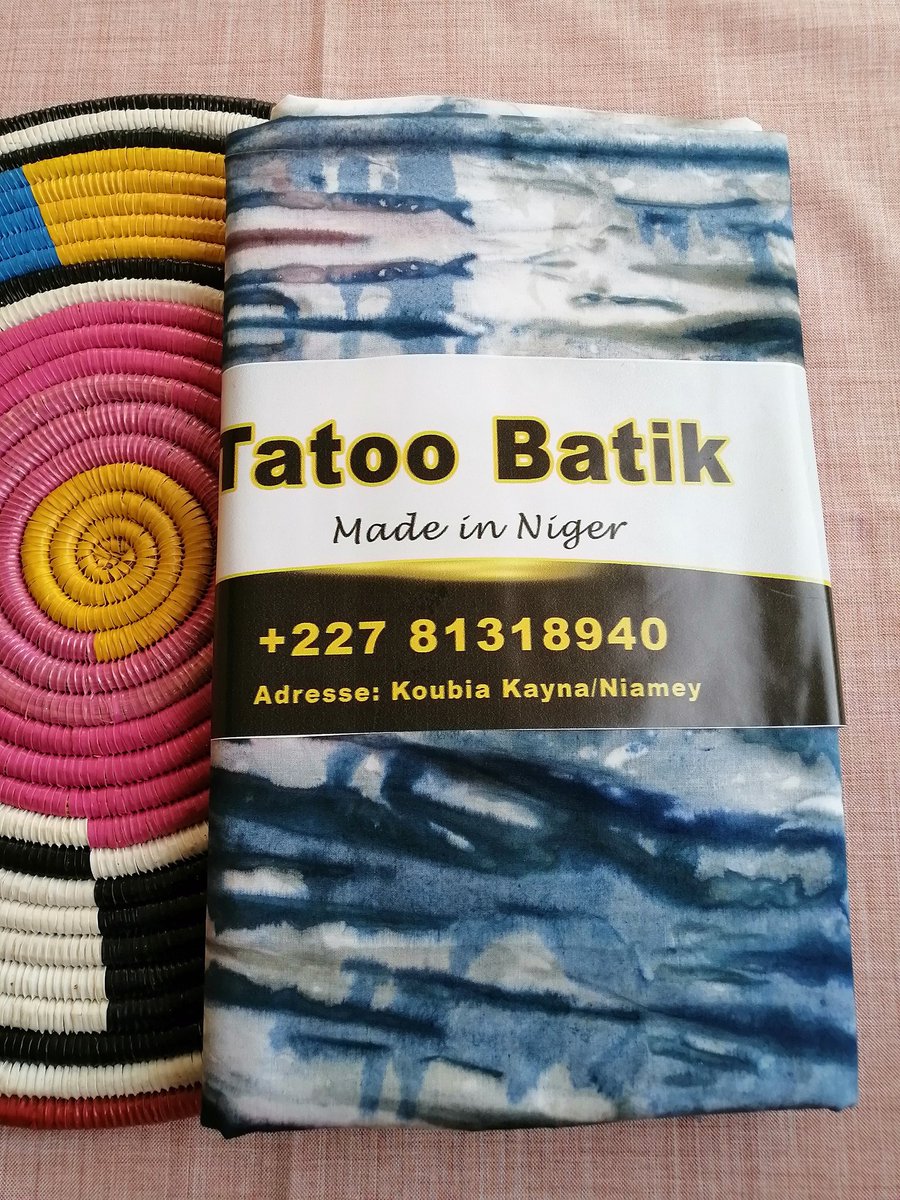 Tatoo Batik
Made in Niger
+227 81318940
Adresse: Koubia Kayna/Niamey